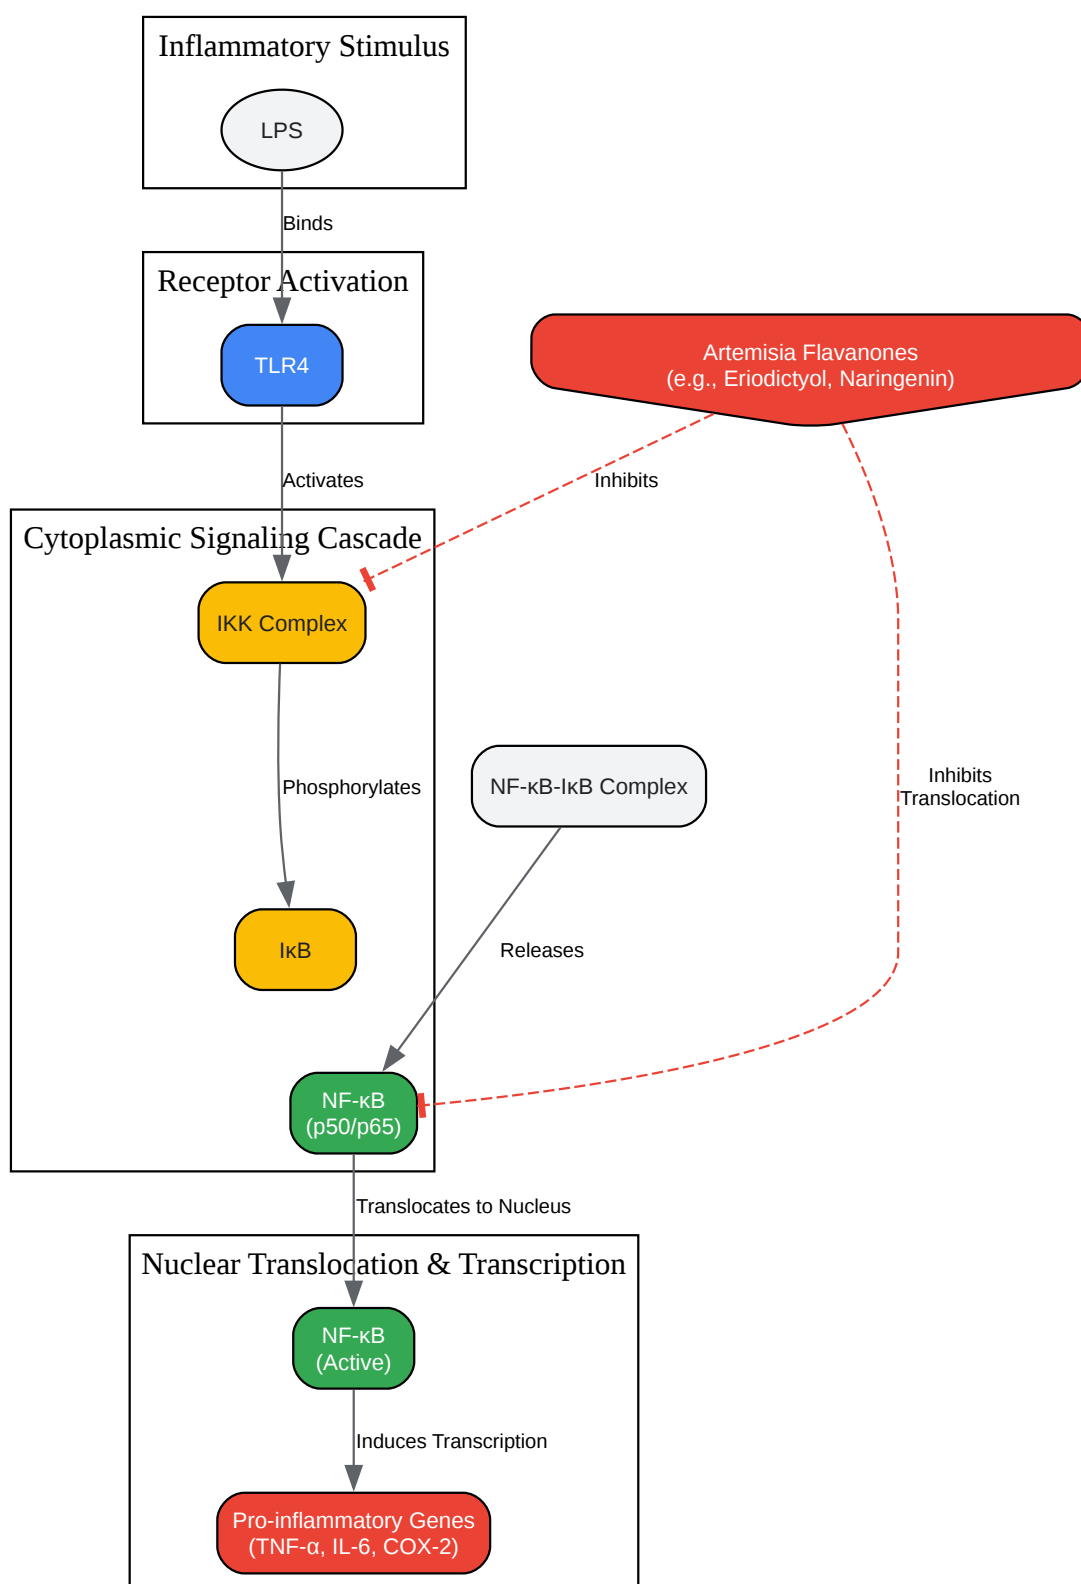 Inflammatory Stimulus
LPS
Binds
Receptor Activation
TLR4
Artemisia Flavanones
(e.g., Eriodictyol, Naringenin)
Activates
Inhibits
Cytoplasmic Signaling Cascade
IKK Complex
Phosphorylates
NF-κB-IκB Complex
Inhibits
Translocation
IκB
Releases
NF-κB
(p50/p65)
Translocates to Nucleus
Nuclear Translocation & Transcription
NF-κB
(Active)
Induces Transcription
Pro-inflammatory Genes
(TNF-α, IL-6, COX-2)